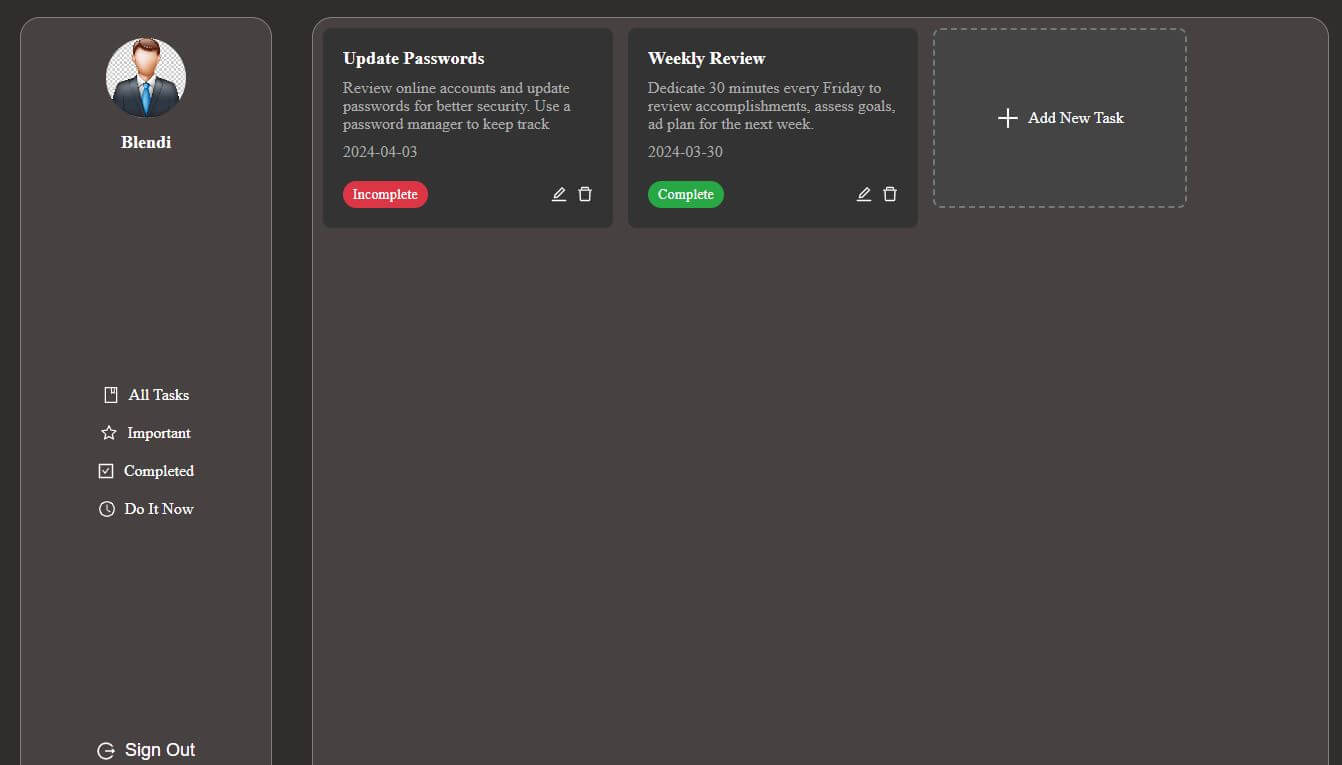 Blendi
All Tasks
Important
Completed
Do It Now
Sign Out
Update Passwords
Review online accounts and update
passwords for better security. Use a
password manager to keep track
2024-04-03
Incomplete
Weekly Review
Dedicate 30 minutes every Friday to
review accomplishments, assess goals,
ad plan for the next week.
2024-03-30
Complete
Add New Task